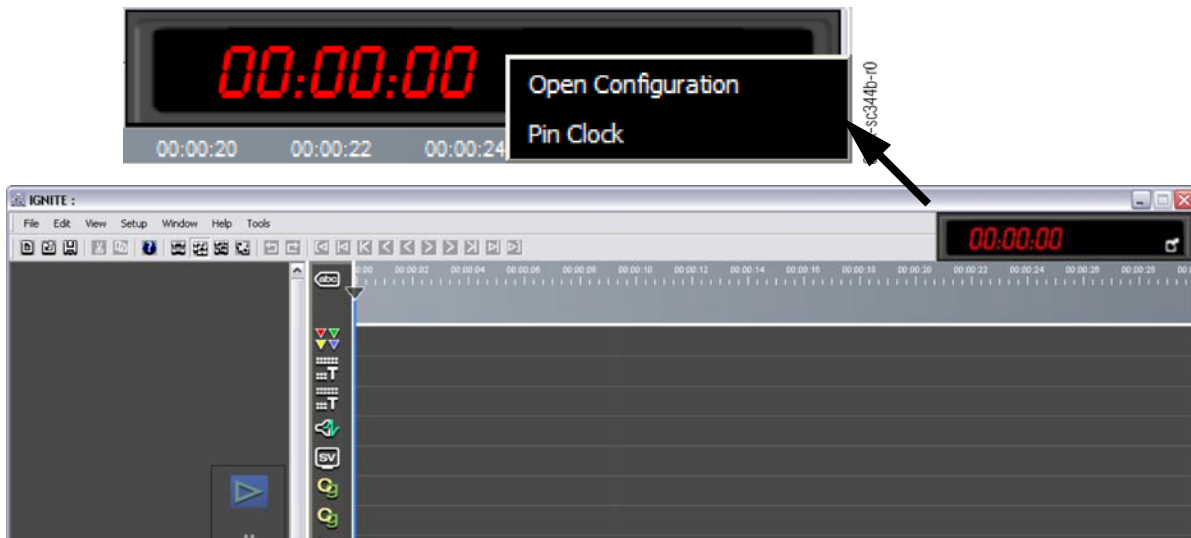 00:00:00
Open Configuration
Pin Clock
00:00:20 00:00:22 00:00:24
-sc344b-r0
IGNITE :
File Edit View Setup Window Help Tools
00:00:00
abc
00:00:02 00:00:04 00:00:06 00:00:08 00:00:10 00:00:12 00:00:14 00:00:16 00:00:18 00:00:20 00:00:22 00:00:24 00:00:26 00:00:28
T
T
SV
Cg
Cg